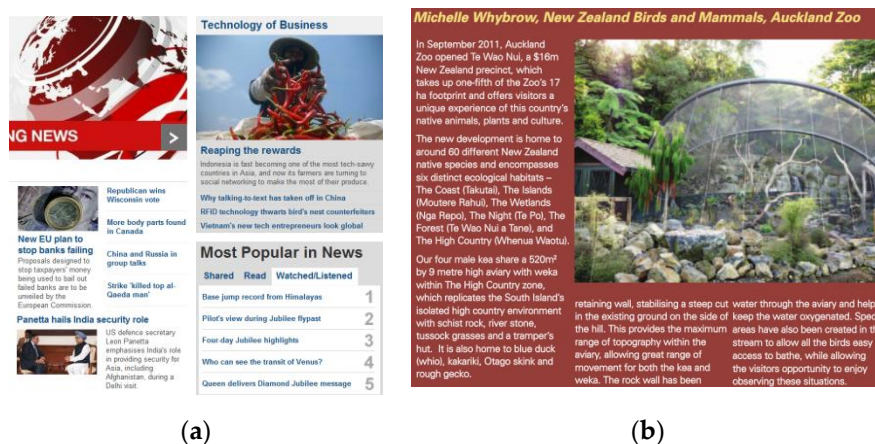 NG NEWS
>
Republican wins
Wisconsin vote
More body parts found
in Canada
China and Russia in
group talks
Strike 'killed top al-
Qaeda man'
New EU plan to
stop banks failing
Proposals designed to
stop taxpayers' money
being used to bail out
failed banks are to be
unveiled by the
European Commission.
Panetta hails India security role
US defence secretary
Leon Panetta
emphasises India's role
in providing security for
Asia, including
Afghanistan, during a
Delhi visit.
Technology of Business
Reaping the rewards
Indonesia is fast becoming one of the most tech-savvy
countries in Asia, and now its farmers are turning to
social networking to make the most of their produce.
Why talking-to-text has taken off in China
RFID technology thwarts bird's nest counterfeiters
Vietnam's new tech entrepreneurs look global
Most Popular in News
Shared Read Watched/Listened
Base jump record from Himalayas 1
Pilot's view during Jubilee flypast 2
Four-day Jubilee highlights 3
Who can see the transit of Venus? 4
Queen delivers Diamond Jubilee message 5
(a)
Michelle Whybrow, New Zealand Birds and Mammals, Auckland Zoo
In September 2011, Auckland
Zoo opened Te Wao Nui, a $16m
New Zealand precinct, which
takes up one-fifth of the Zoo's 17
ha footprint and offers visitors a
unique experience of this country's
native animals, plants and culture.
The new development is home to
around 60 different New Zealand
native species and encompasses
six distinct ecological habitats –
The Coast (Takutai), The Islands
(Moutere Rahui), The Wetlands
(Nga Repo), The Night (Te Po), The
Forest (Te Wao Nui a Tane), and
The High Country (Whenua Waotu).
Our four male kea share a 520m²
by 9 metre high aviary with weka
within The High Country zone,
which replicates the South Island's
isolated high country environment
with schist rock, river stone,
tussock grasses and a tramper's
hut. It is also home to blue duck
(whio), kakariki, Otago skink and
rough gecko.
retaining wall, stabilising a steep cut
in the existing ground on the side of
the hill. This provides the maximum
range of topography within the
aviary, allowing great range of
movement for both the kea and
weka. The rock wall has been
water through the aviary and help
keep the water oxygenated. Spec
areas have also been created in th
stream to allow all the birds easy
access to bathe, while allowing
the visitors opportunity to enjoy
observing these situations.
(b)